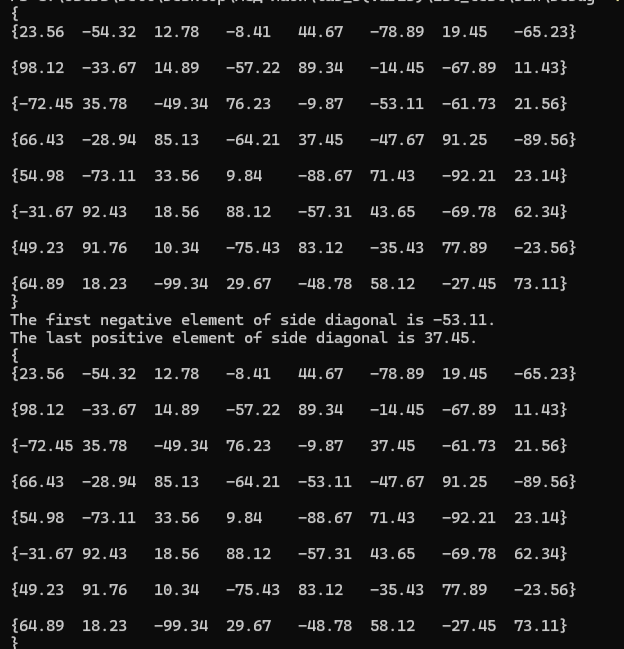 {
{23.56 -54.32 12.78 -8.41 44.67 -78.89 19.45 -65.23}
{98.12 -33.67 14.89 -57.22 89.34 -14.45 -67.89 11.43}
{-72.45 35.78 -49.34 76.23 -9.87 -53.11 -61.73 21.56}
{66.43 -28.94 85.13 -64.21 37.45 -47.67 91.25 -89.56}
{54.98 -73.11 33.56 9.84 -88.67 71.43 -92.21 23.14}
{-31.67 92.43 18.56 88.12 -57.31 43.65 -69.78 62.34}
{49.23 91.76 10.34 -75.43 83.12 -35.43 77.89 -23.56}
{64.89 18.23 -99.34 29.67 -48.78 58.12 -27.45 73.11}
}
The first negative element of side diagonal is -53.11.
The last positive element of side diagonal is 37.45.
{
{23.56 -54.32 12.78 -8.41 44.67 -78.89 19.45 -65.23}
{98.12 -33.67 14.89 -57.22 89.34 -14.45 -67.89 11.43}
{-72.45 35.78 -49.34 76.23 -9.87 37.45 -61.73 21.56}
{66.43 -28.94 85.13 -64.21 -53.11 -47.67 91.25 -89.56}
{54.98 -73.11 33.56 9.84 -88.67 71.43 -92.21 23.14}
{-31.67 92.43 18.56 88.12 -57.31 43.65 -69.78 62.34}
{49.23 91.76 10.34 -75.43 83.12 -35.43 77.89 -23.56}
{64.89 18.23 -99.34 29.67 -48.78 58.12 -27.45 73.11}
}